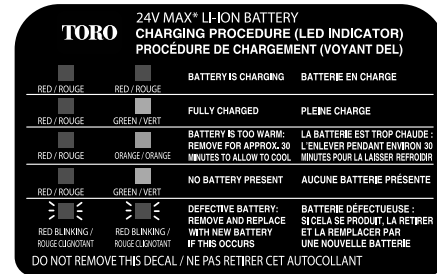 TORO
24V MAX* LI-ION BATTERY
CHARGING PROCEDURE (LED INDICATOR)
PROCÉDURE DE CHARGEMENT (VOYANT DEL)
RED / ROUGE RED / ROUGE BATTERY IS CHARGING BATTERIE EN CHARGE
RED / ROUGE GREEN / VERT FULLY CHARGED PLEINE CHARGE
BATTERY IS TOO WARM: LA BATTERIE EST TROP CHAUDE :
REMOVE FOR APPROX. 30 L'ENLEVER PENDANT ENVIRON 30
RED / ROUGE ORANGE / ORANGE MINUTES TO ALLOW TO COOL MINUTES POUR LA LAISSER REFROIDIR
NO BATTERY PRESENT AUCUNE BATTERIE PRÉSENTE
RED / ROUGE GREEN / VERT
DEFECTIVE BATTERY: BATTERIE DÉFECTUEUSE :
REMOVE AND REPLACE SI CELA SE PRODUIT, LA RETIRER
RED BLINKING / RED BLINKING / WITH NEW BATTERY ET LA REMPLACER PAR
ROUGE CLIGNOTANT ROUGE CLIGNOTANT IF THIS OCCURS UNE NOUVELLE BATTERIE
DO NOT REMOVE THIS DECAL / NE PAS RETIRER CET AUTOCOLLANT